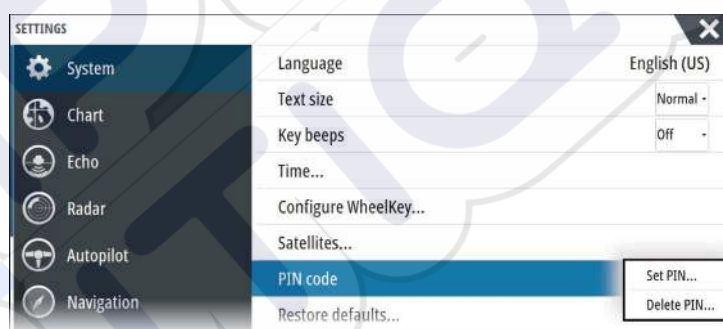 SETTINGS
System
Chart
Echo
Radar
Autopilot
Navigation
Language English (US)
Text size Normal
Key beeps Off
Time...
Configure WheelKey...
Satellites...
PIN code
Set PIN...
Delete PIN...
Restore defaults...